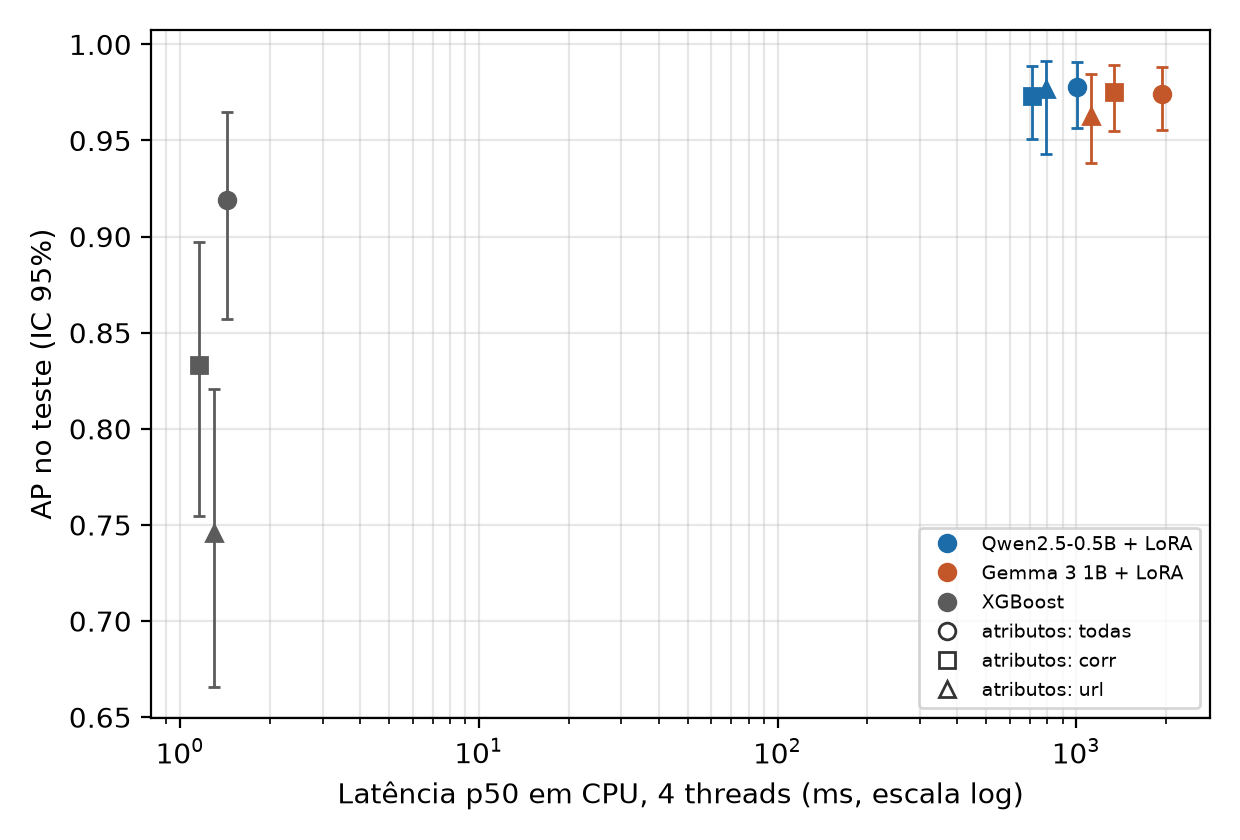 AP no teste (IC 95%)
1.00
0.95
0.90
0.85
0.80
0.75
0.70
0.65
Qwen2.5-0.5B + LoRA
Gemma 3 1B + LoRA
XGBoost
atributos: todas
atributos: corr
atributos: url
10⁰ 10¹ 10² 10³
Latência p50 em CPU, 4 threads (ms, escala log)